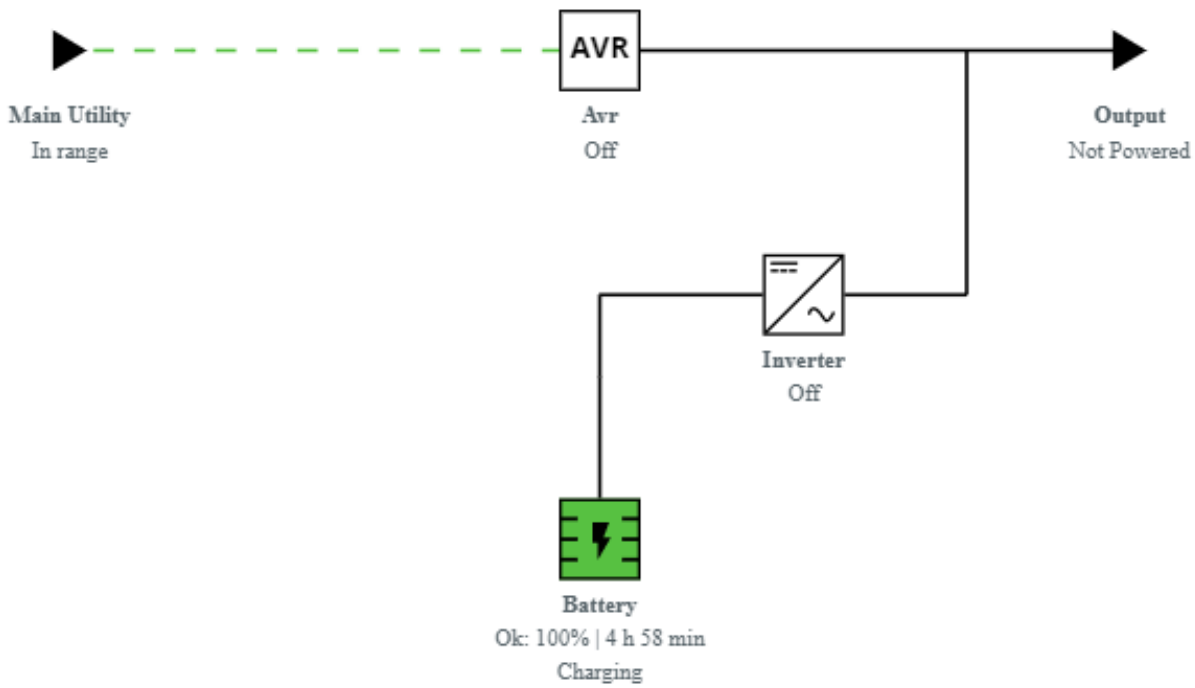 AVR
Main Utility
In range
Avr
Off
Output
Not Powered
Inverter
Off
Battery
Ok: 100% | 4 h 58 min
Charging